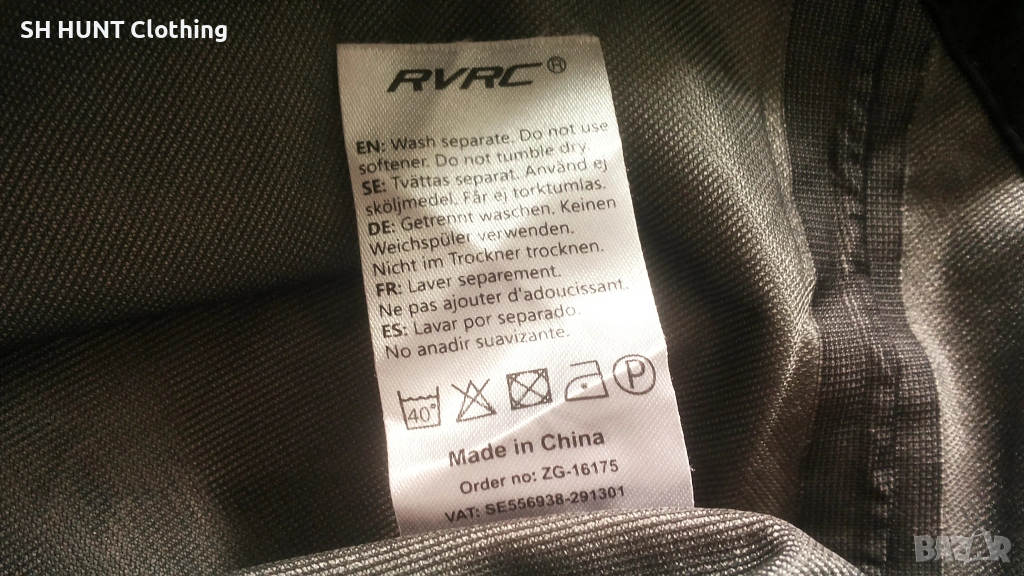 SH HUNT Clothing
RVRC®
EN: Wash separate. Do not use
softener. Do not tumble dry.
SE: Tvättas separat. Använd ej
sköljmedel. Får ej torktumlas.
DE: Getrennt waschen. Keinen
Weichspüler verwenden.
Nicht im Trockner trocknen.
FR: Laver separement.
Ne pas ajouter d'adoucissant.
ES: Lavar por separado.
No anadir suavizante.
40° P
Made in China
Order no: ZG-16175
VAT: SE556938-291301
BAZAR